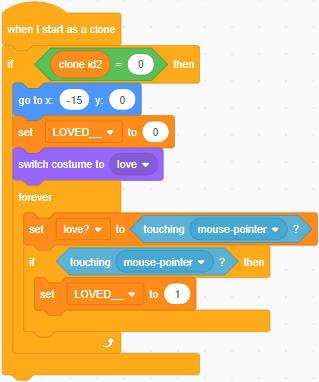 when I start as a clone
if clone id2 = 0 then
go to x: -15 y: 0
set LOVED__ to 0
switch costume to love
forever
set love? to touching mouse-pointer ?
if touching mouse-pointer ? then
set LOVED__ to 1